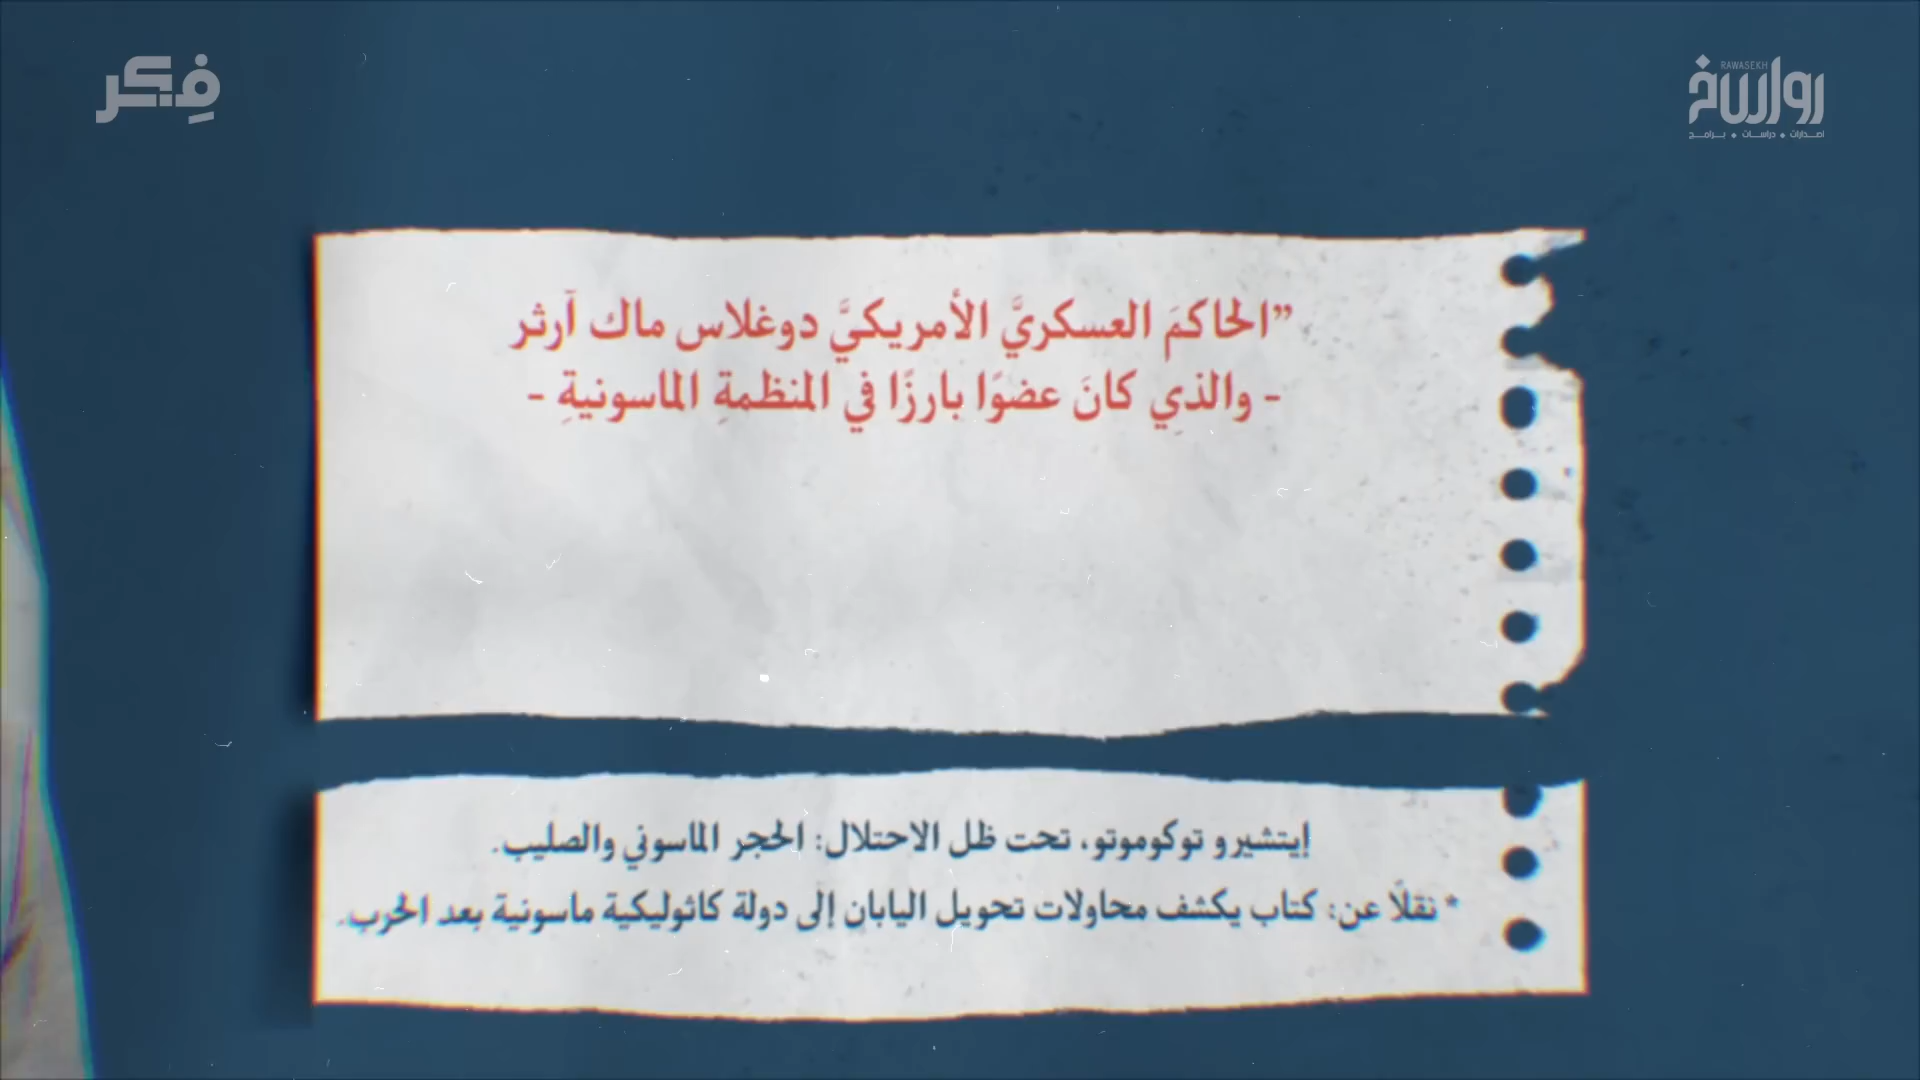 فِكر
RAWASEKH
رواسخ
إصدارات • دراسات • برامج
”الحاكمَ العسكريَّ الأمريكيَّ دوغلاس ماك آرثر
- والذِي كانَ عضوًا بارزًا في المنظمةِ الماسونيةِ -
إيتشيرو توكوموتو، تحت ظل الاحتلال: الحجر الماسوني والصليب.
* نقلًا عن: كتاب يكشف محاولات تحويل اليابان إلى دولة كاثوليكية ماسونية بعد الحرب.